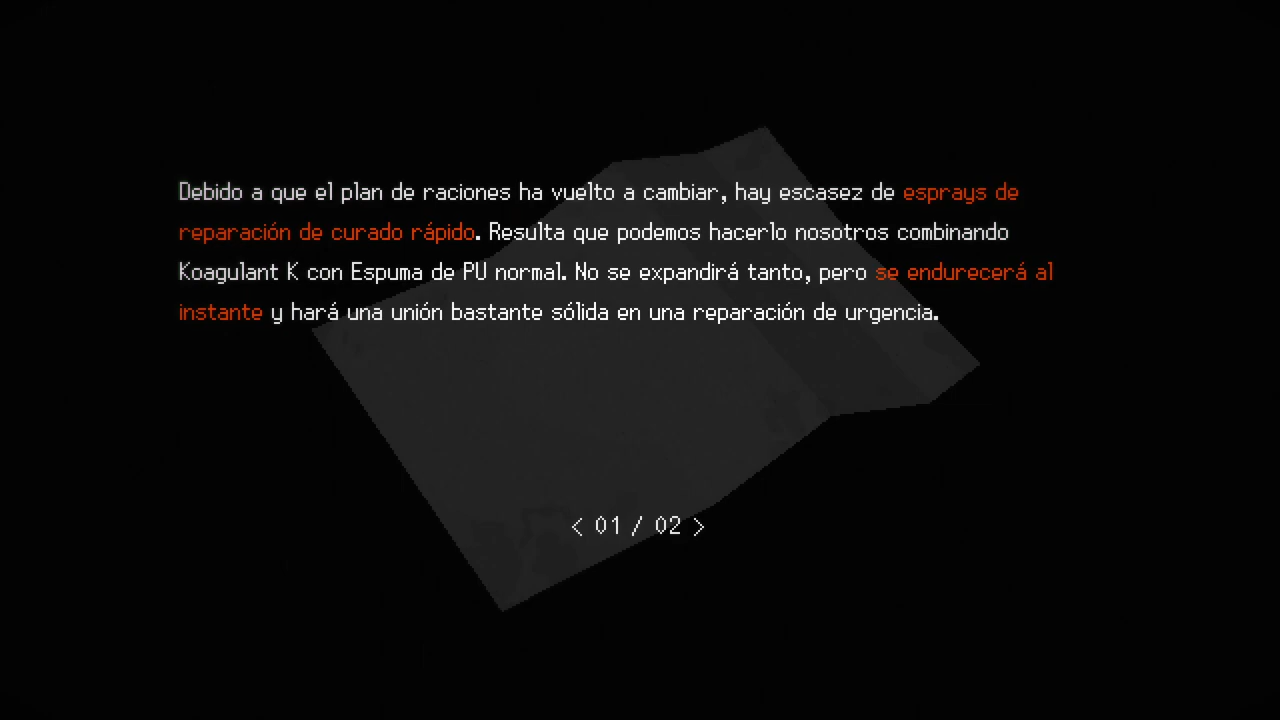 Debido a que el plan de raciones ha vuelto a cambiar, hay escasez de esprays de
reparación de curado rápido. Resulta que podemos hacerlo nosotros combinando
Koagulant K con Espuma de PU normal. No se expandirá tanto, pero se endurecerá al
instante y hará una unión bastante sólida en una reparación de urgencia.
< 01 / 02 >